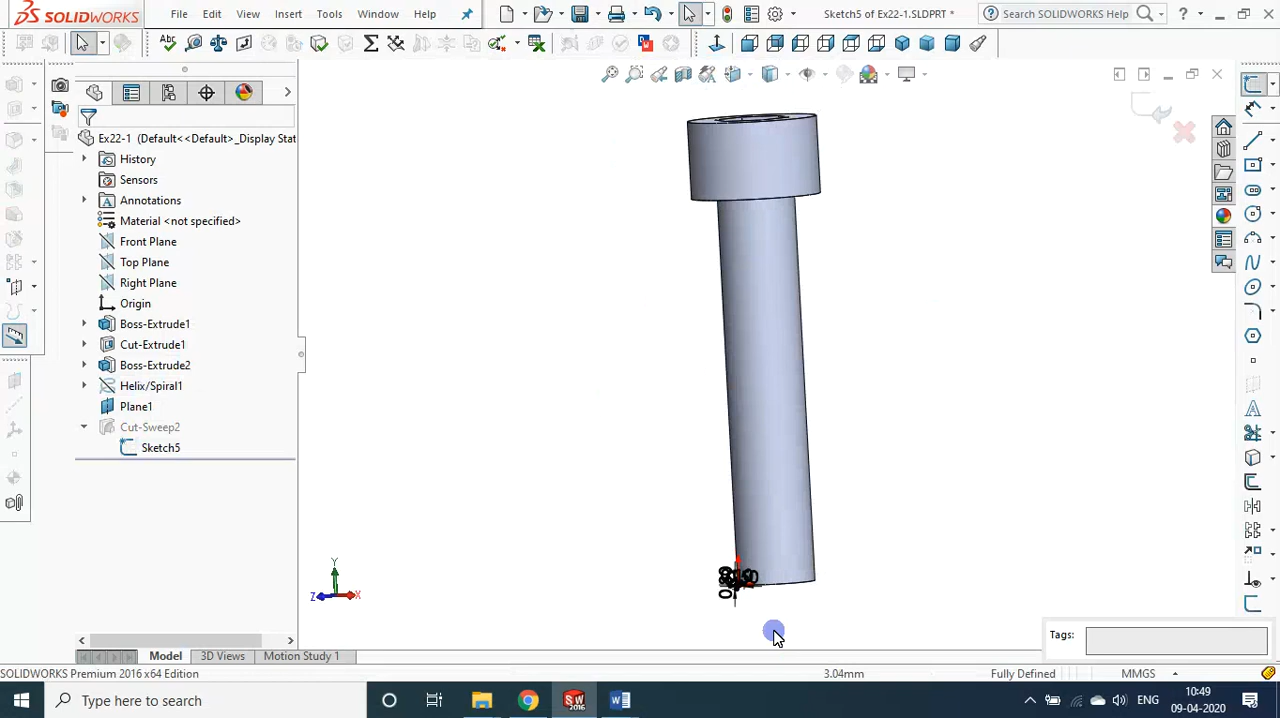 SOLIDWORKS File Edit View Insert Tools Window Help Sketch5 of Ex22-1.SLDPRT * Search SOLIDWORKS Help
Ex22-1 (Default<<Default>_Display Stat
History
Sensors
Annotations
Material <not specified>
Front Plane
Top Plane
Right Plane
Origin
Boss-Extrude1
Cut-Extrude1
Boss-Extrude2
Helix/Spiral1
Plane1
Cut-Sweep2
Sketch5
Y
Z X
Tags:
Model 3D Views Motion Study 1
SOLIDWORKS Premium 2016 x64 Edition 3.04mm Fully Defined MMGS
Type here to search ENG 10:49
09-04-2020